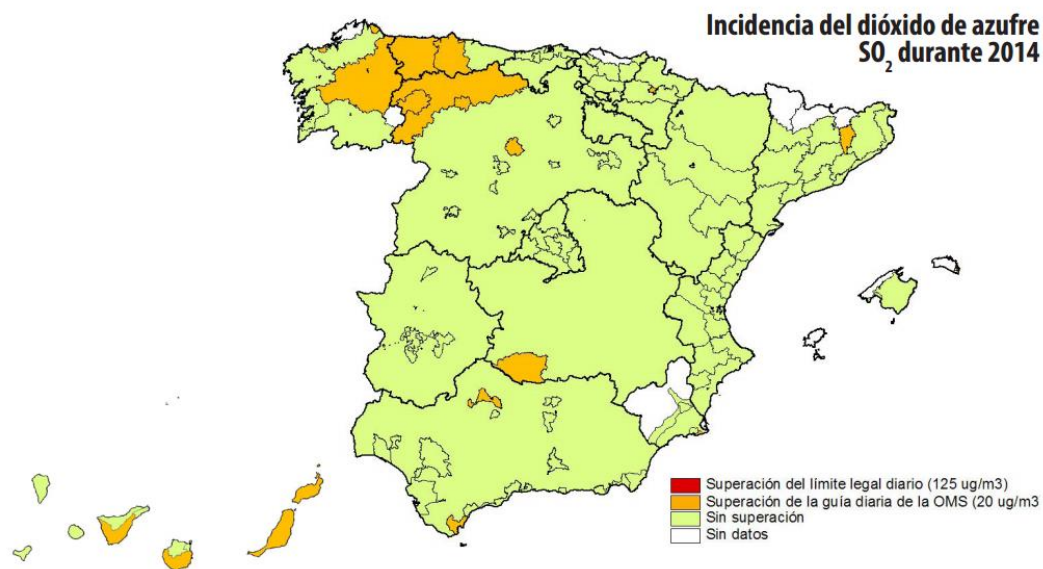 Incidencia del dióxido de azufre
SO₂ durante 2014
Superación del límite legal diario (125 ug/m3)
Superación de la guía diaria de la OMS (20 ug/m3
Sin superación
Sin datos